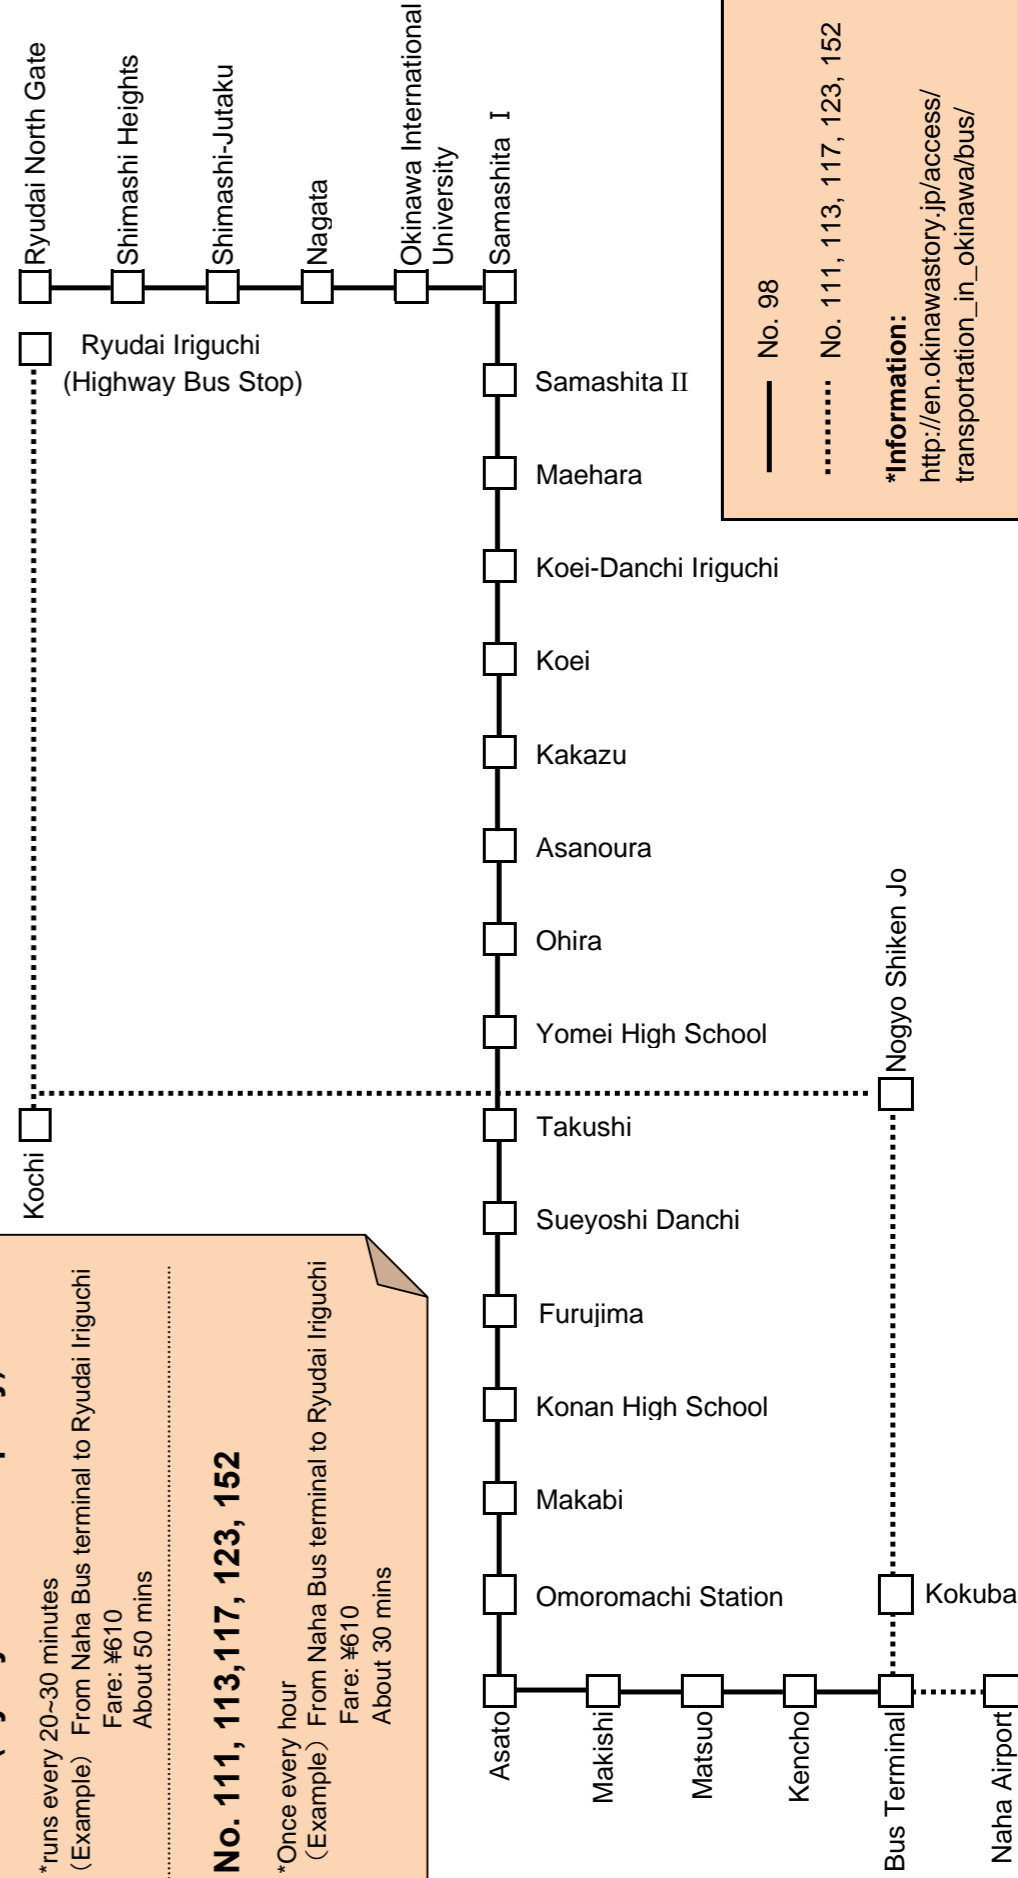 Ryudai North Gate
Shimashi Heights
Shimashi-Jutaku
Nagata
Okinawa International
University
Samashita Ⅰ
Ryudai Iriguchi
(Highway Bus Stop)
Samashita II
Maehara
Koei-Danchi Iriguchi
Koei
Kakazu
Asanoura
Ohira
Yomei High School
Takushi
Sueyoshi Danchi
Furujima
Konan High School
Makabi
Omoromachi Station
Asato
Makishi
Matsuo
Kencho
Bus Terminal
Naha Airport
Kokuba
Nogyo Shiken Jo
Kochi
No. 98
No. 111, 113, 117, 123, 152
*Information:
http://en.okinawastory.jp/access/
transportation_in_okinawa/bus/
*runs every 20~30 minutes
（Example） From Naha Bus terminal to Ryudai Iriguchi
Fare: ¥610
About 50 mins
No. 111, 113,117, 123, 152
*Once every hour
（Example） From Naha Bus terminal to Ryudai Iriguchi
Fare: ¥610
About 30 mins